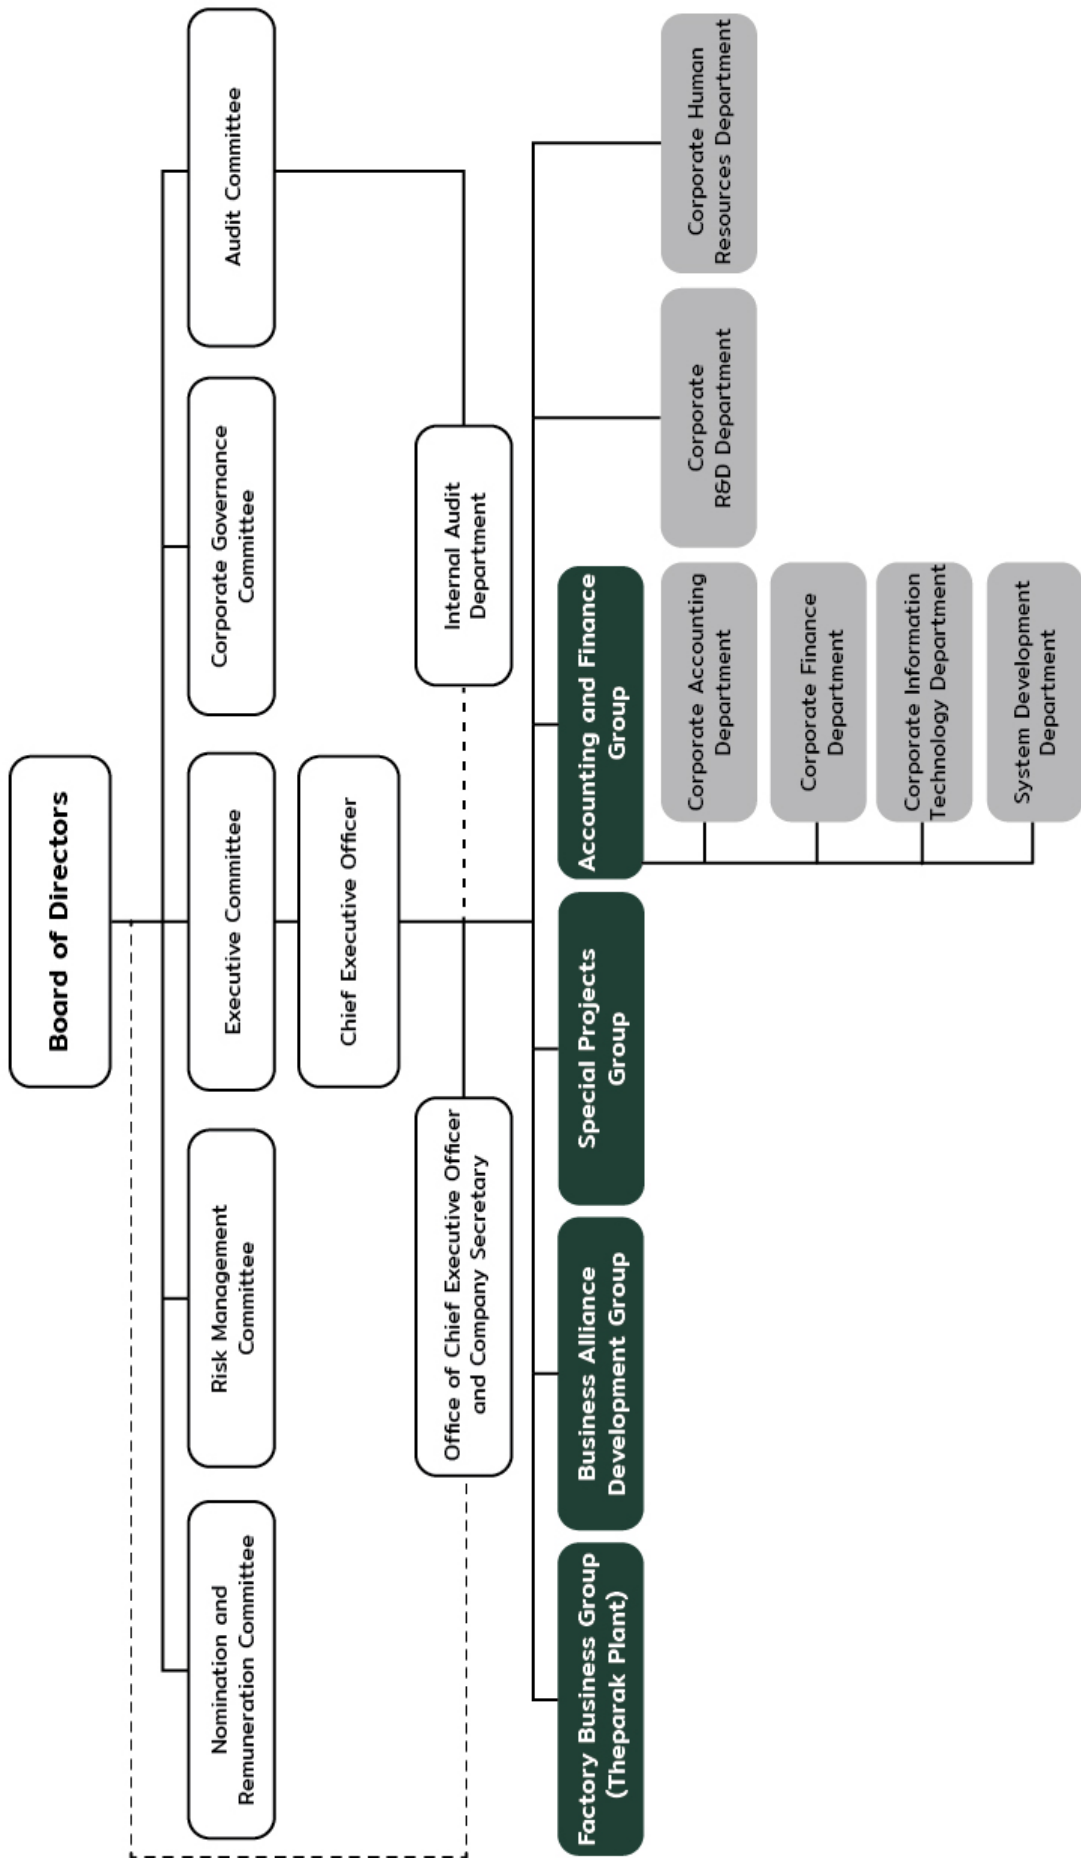 Board of Directors
Nomination and
Remuneration Committee
Risk Management
Committee
Executive Committee
Corporate Governance
Committee
Audit Committee
Chief Executive Officer
Office of Chief Executive Officer
and Company Secretary
Internal Audit
Department
Factory Business Group
(Theparak Plant)
Business Alliance
Development Group
Special Projects
Group
Accounting and Finance
Group
Corporate Accounting
Department
Corporate Finance
Department
Corporate Information
Technology Department
System Development
Department
Corporate
R&D Department
Corporate Human
Resources Department